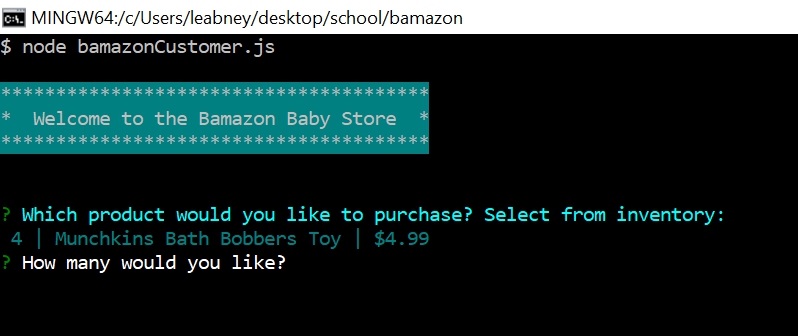 MINGW64:/c/Users/leabney/desktop/school/bamazon
$ node bamazonCustomer.js
***************************************
*  Welcome to the Bamazon Baby Store  *
***************************************
? Which product would you like to purchase? Select from inventory:
4 | Munchkins Bath Bobbers Toy | $4.99
? How many would you like?